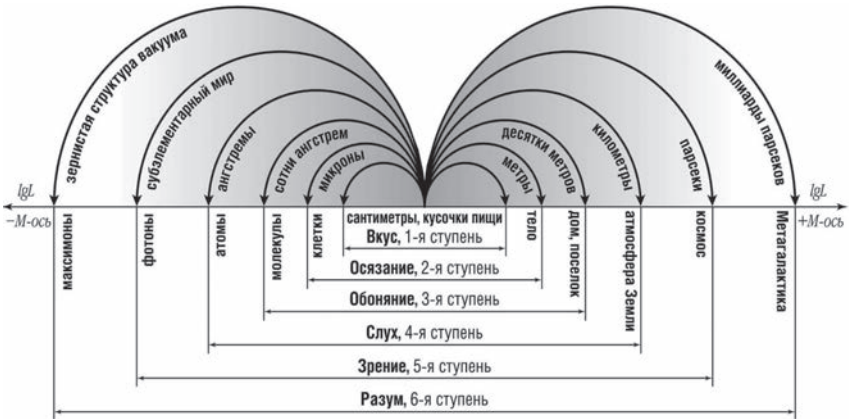 зернистая структура вакуума
субэлементарный мир
ангстремы
сотни ангстрем
микроны
метры
десятки метров
километры
парсеки
миллиарды парсеков
lgL
−М-ось
lgL
+М-ось
максимоны
фотоны
атомы
молекулы
клетки
сантиметры, кусочки пищи
тело
дом, поселок
атмосфера Земли
космос
Метагалактика
Вкус, 1-я ступень
Осязание, 2-я ступень
Обоняние, 3-я ступень
Слух, 4-я ступень
Зрение, 5-я ступень
Разум, 6-я ступень